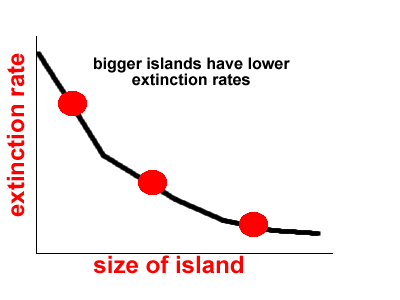 bigger islands have lower
extinction rates
extinction rate
size of island